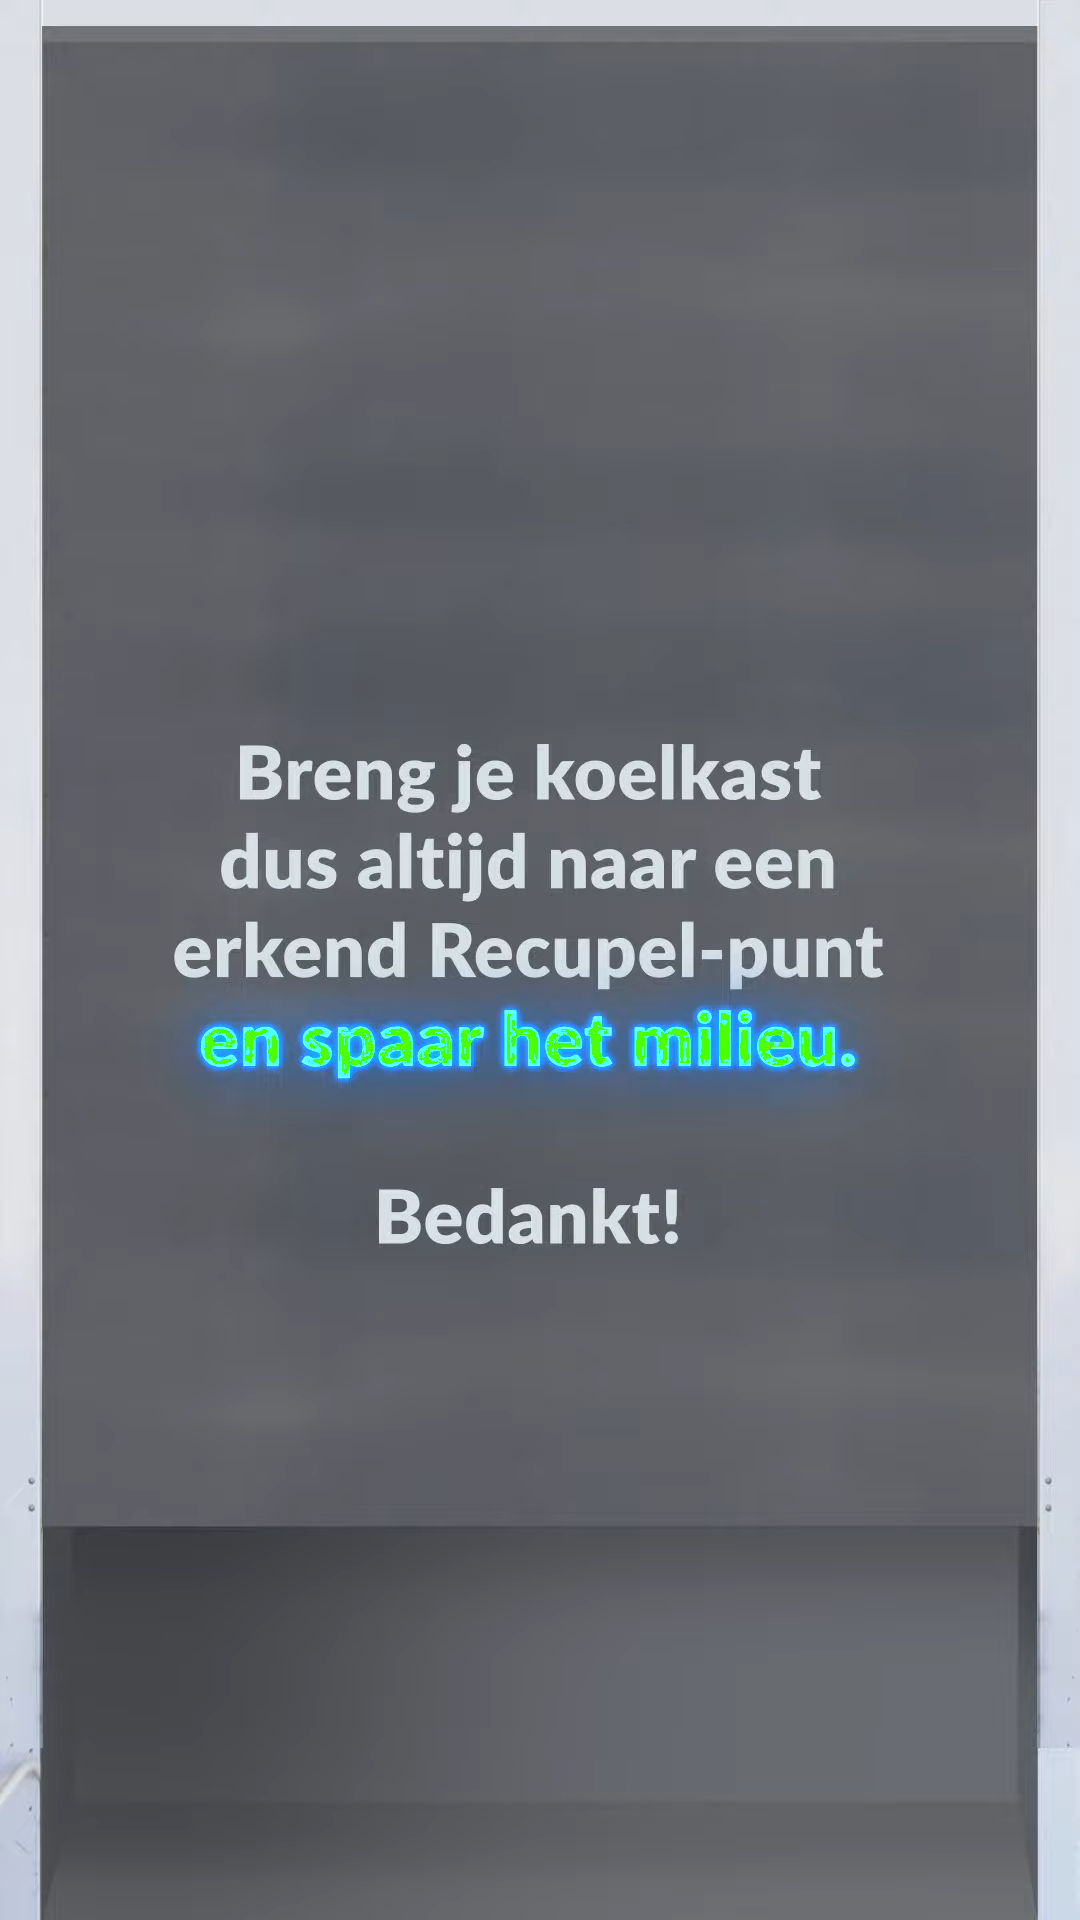 Breng je koelkast
dus altijd naar een
erkend Recupel-punt
en spaar het milieu.
Bedankt!